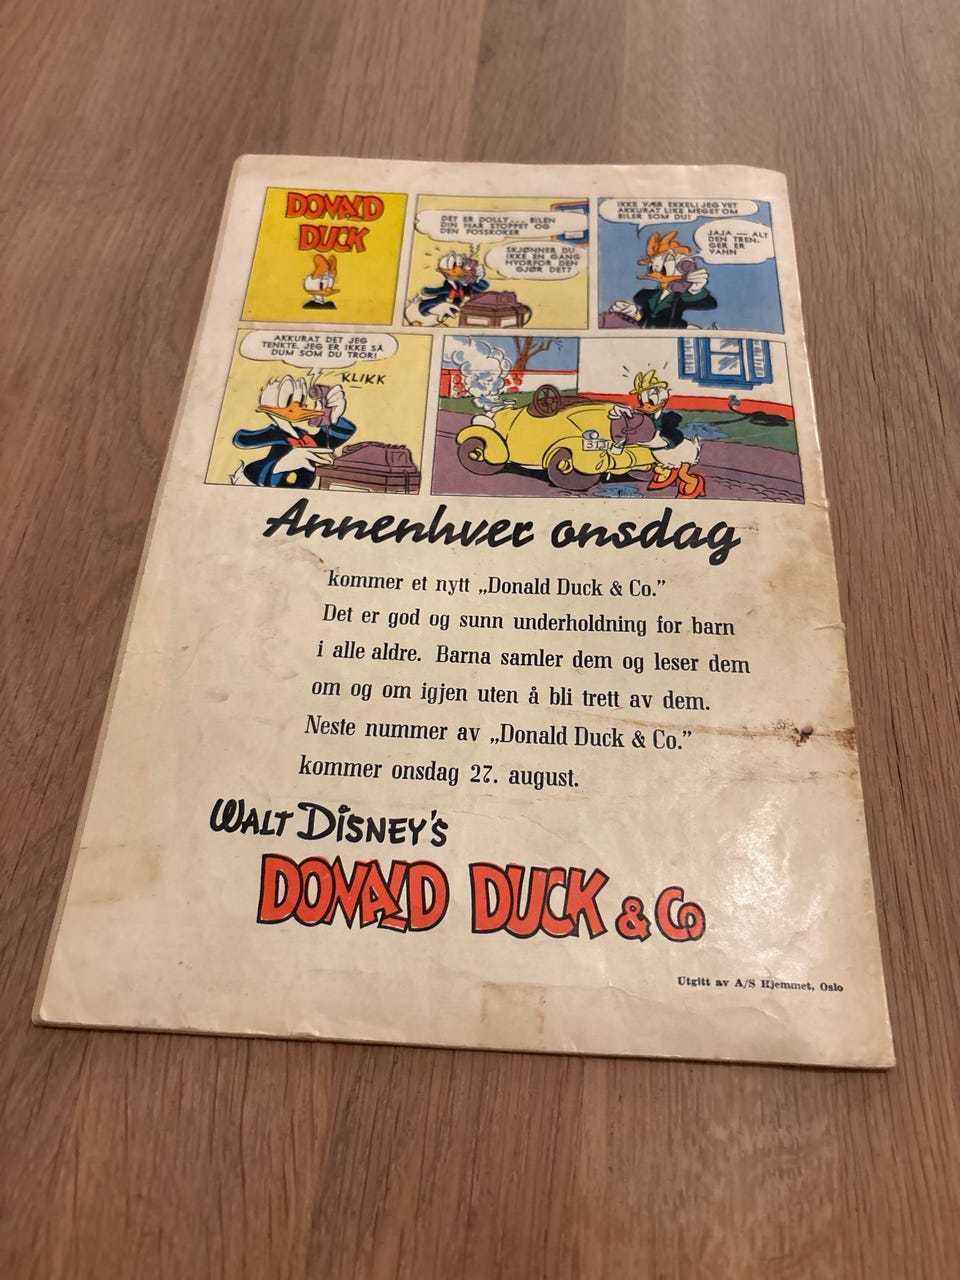 DONALD
DUCK
DET ER DOLLY... BILEN
DIN HAR STOPPET OG
DEN FOSSKOKER
SKJØNNER DU
IKKE EN GANG
HVORFOR DEN
GJØR DET?
IKKE VÆR EKKEL! JEG VET
AKKURAT LIKE MEGET OM
BILER SOM DU!
JAJA — ALT
DEN TREN-
GER ER
VANN
AKKURAT DET JEG
TENKTE. JEG ER IKKE SÅ
DUM SOM DU TROR!
KLIKK
Annenhver onsdag
kommer et nytt „Donald Duck & Co.”
Det er god og sunn underholdning for barn
i alle aldre. Barna samler dem og leser dem
om og om igjen uten å bli trett av dem.
Neste nummer av „Donald Duck & Co.”
kommer onsdag 27. august.
WALT DISNEY'S
DONALD DUCK & Co
Utgitt av A/S Hjemmet, Oslo